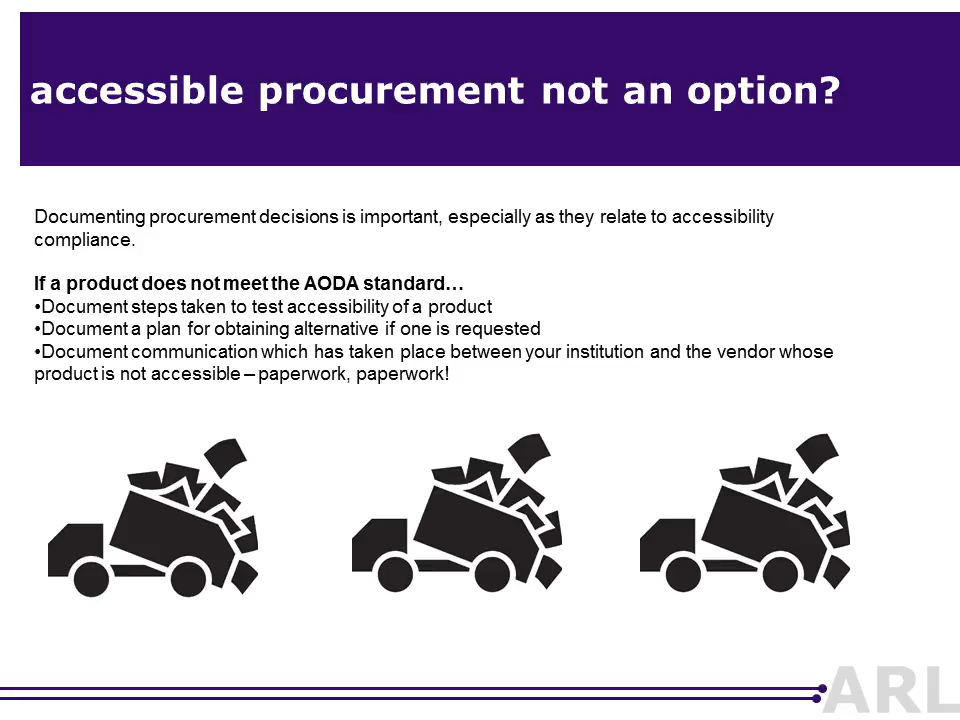 accessible procurement not an option?
Documenting procurement decisions is important, especially as they relate to accessibility
compliance.
If a product does not meet the AODA standard…
•Document steps taken to test accessibility of a product
•Document a plan for obtaining alternative if one is requested
•Document communication which has taken place between your institution and the vendor whose
product is not accessible – paperwork, paperwork!
ARL